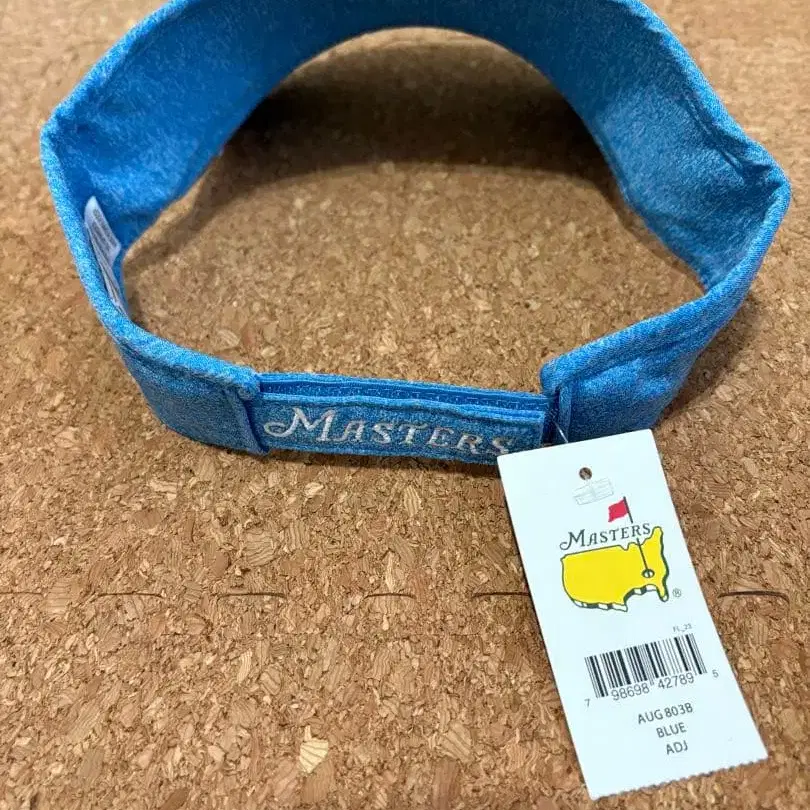 MASTERS
MASTERS
®
FL_23
7 98698 42789 5
AUG 803B
BLUE
ADJ